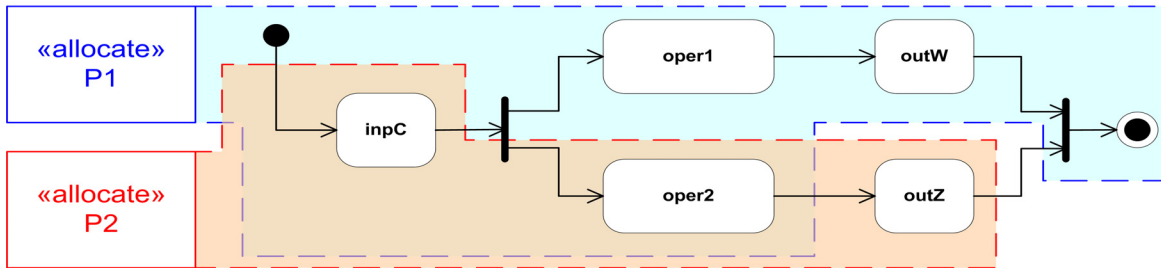 «allocate»
P1
oper1
outW
inpC
«allocate»
P2
oper2
outZ